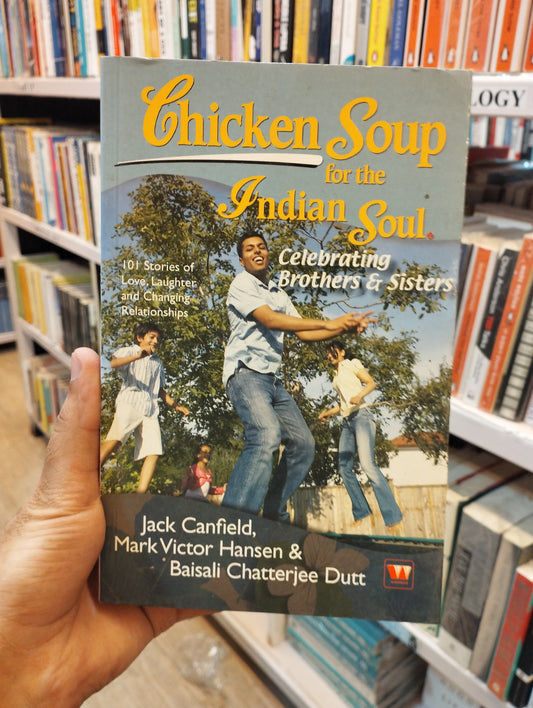 Chicken Soup
for the
Indian Soul
Celebrating
Brothers & Sisters
101 Stories of
Love, Laughter
and Changing
Relationships
Jack Canfield,
Mark Victor Hansen &
Baisali Chatterjee Dutt
W
LOGY